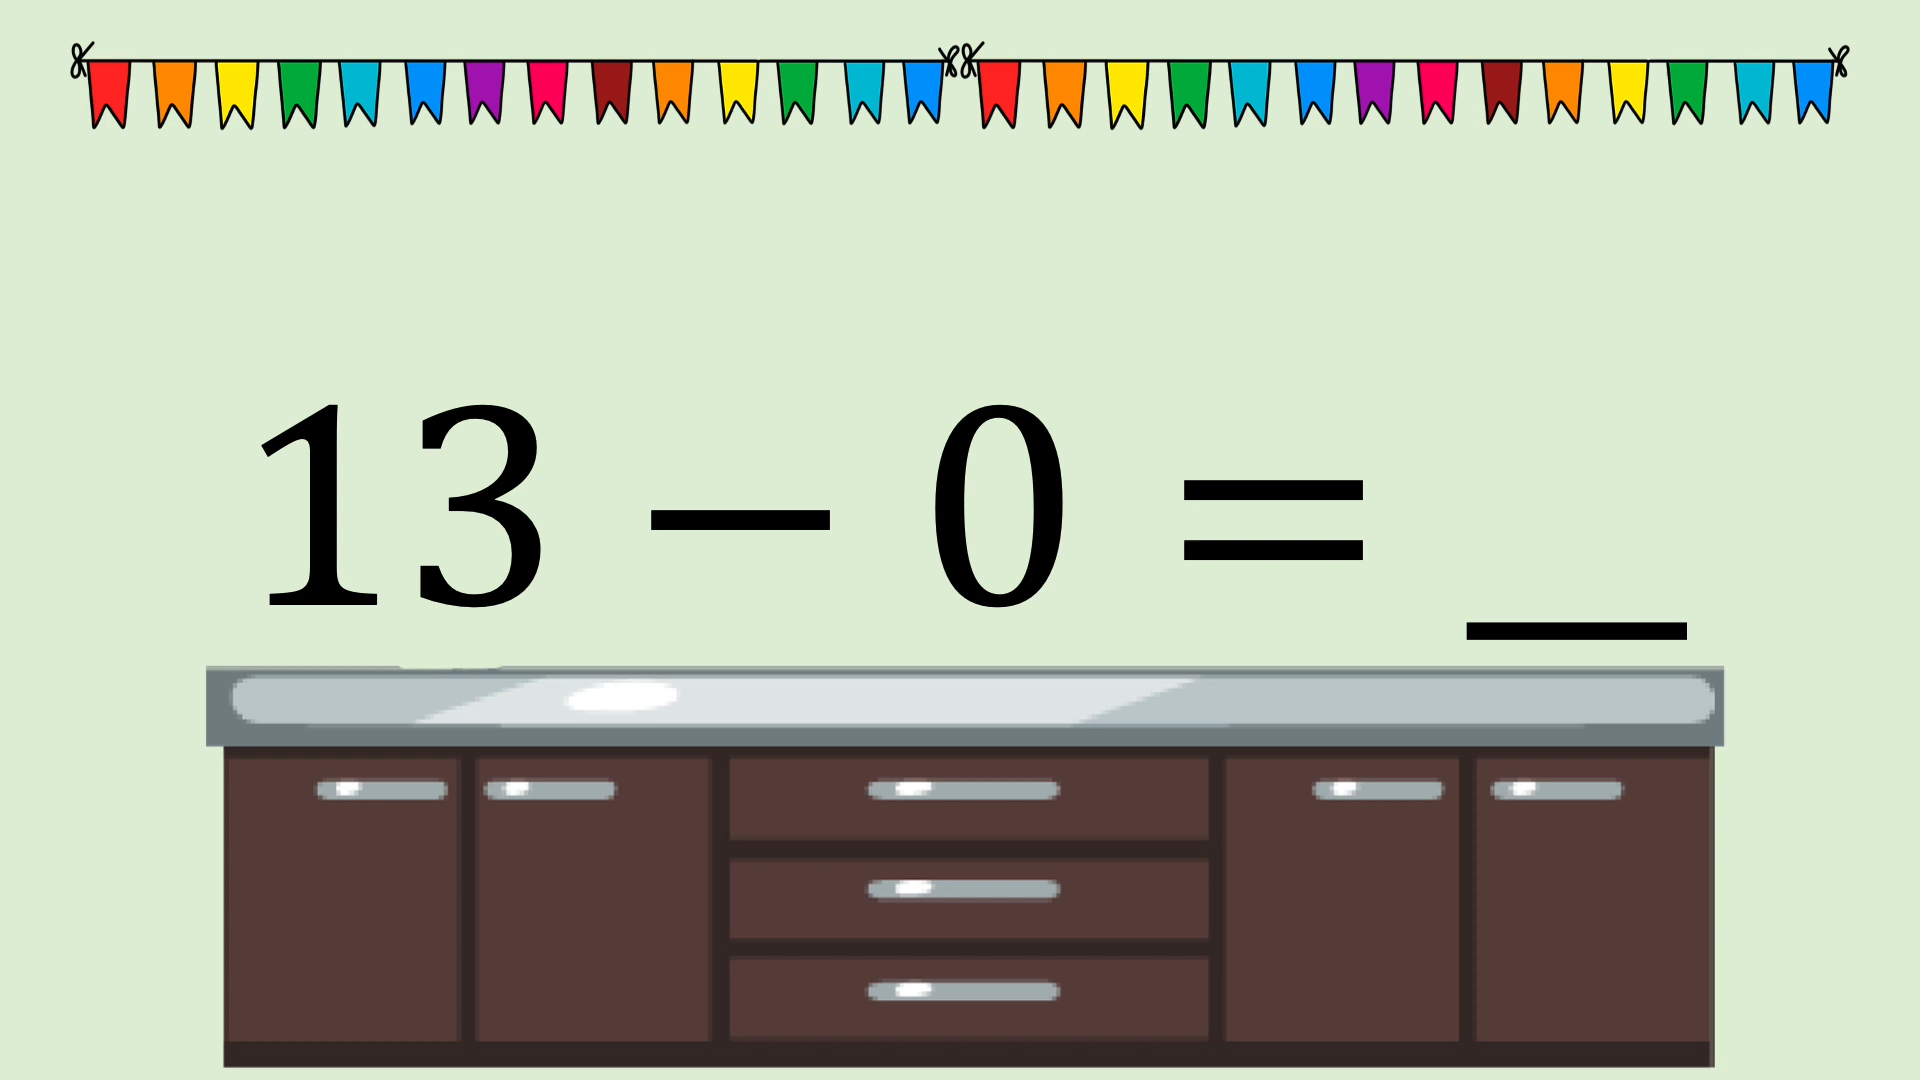 13 − 0 = __